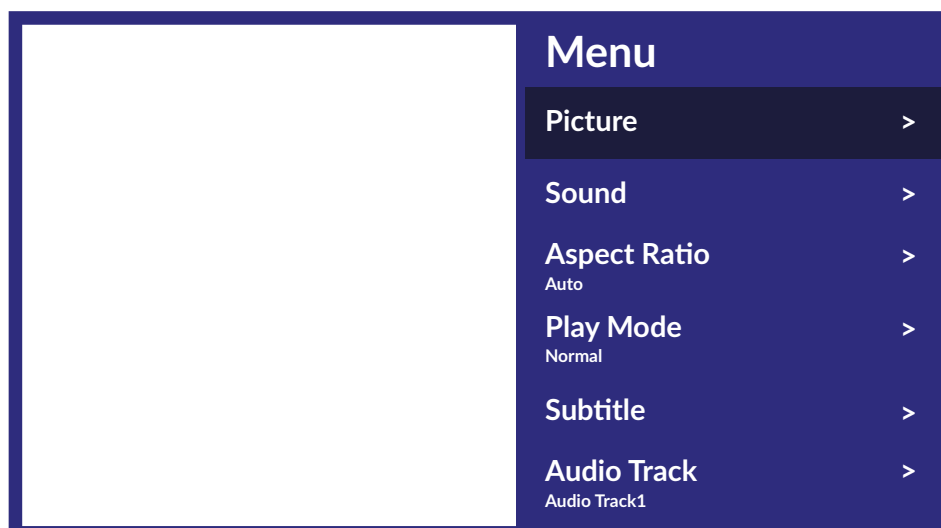 Menu
Picture >
Sound >
Aspect Ratio >
Auto
Play Mode >
Normal
Subtitle >
Audio Track >
Audio Track1